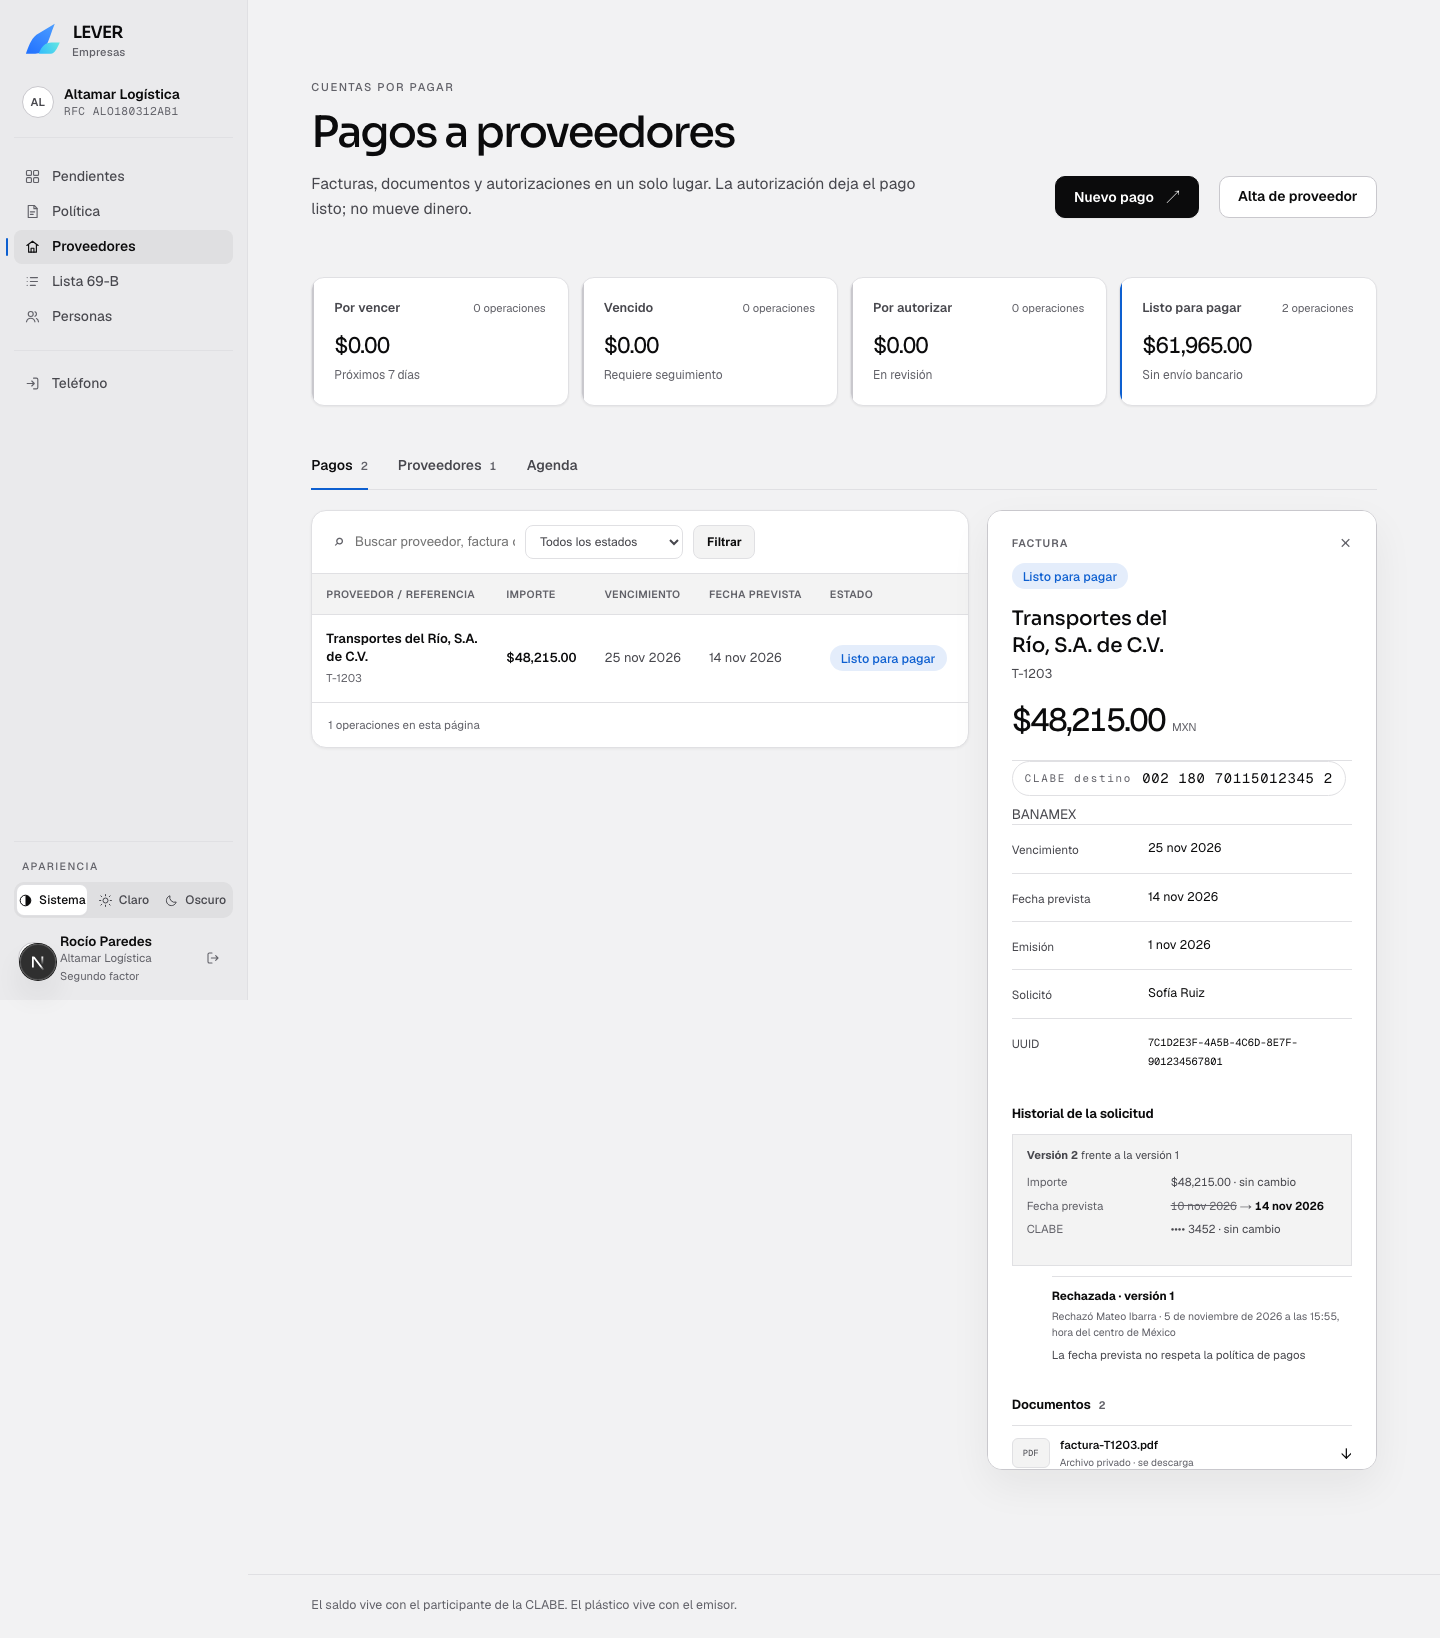 LEVER
Empresas
AL
Altamar Logística
RFC ALO180312AB1
Pendientes
Política
Proveedores
Lista 69-B
Personas
Teléfono
APARIENCIA
Sistema Claro Oscuro
N
Rocío Paredes
Altamar Logística
Segundo factor
CUENTAS POR PAGAR
Pagos a proveedores
Facturas, documentos y autorizaciones en un solo lugar. La autorización deja el pago
listo; no mueve dinero.
Nuevo pago
Alta de proveedor
Por vencer 0 operaciones
$0.00
Próximos 7 días
Vencido 0 operaciones
$0.00
Requiere seguimiento
Por autorizar 0 operaciones
$0.00
En revisión
Listo para pagar 2 operaciones
$61,965.00
Sin envío bancario
Pagos 2 Proveedores 1 Agenda
Buscar proveedor, factura Todos los estados Filtrar
PROVEEDOR / REFERENCIA IMPORTE VENCIMIENTO FECHA PREVISTA ESTADO
Transportes del Río, S.A.
de C.V.
T-1203
$48,215.00 25 nov 2026 14 nov 2026 Listo para pagar
1 operaciones en esta página
FACTURA
Listo para pagar
Transportes del
Río, S.A. de C.V.
T-1203
$48,215.00 MXN
CLABE destino 002 180 70115012345 2
BANAMEX
Vencimiento 25 nov 2026
Fecha prevista 14 nov 2026
Emisión 1 nov 2026
Solicitó Sofía Ruiz
UUID 7C1D2E3F-4A5B-4C6D-8E7F-
901234567801
Historial de la solicitud
Versión 2 frente a la versión 1
Importe $48,215.00 · sin cambio
Fecha prevista 10 nov 2026 → 14 nov 2026
CLABE •••• 3452 · sin cambio
Rechazada · versión 1
Rechazó Mateo Ibarra · 5 de noviembre de 2026 a las 15:55,
hora del centro de México
La fecha prevista no respeta la política de pagos
Documentos 2
PDF
factura-T1203.pdf
Archivo privado · se descarga
El saldo vive con el participante de la CLABE. El plástico vive con el emisor.